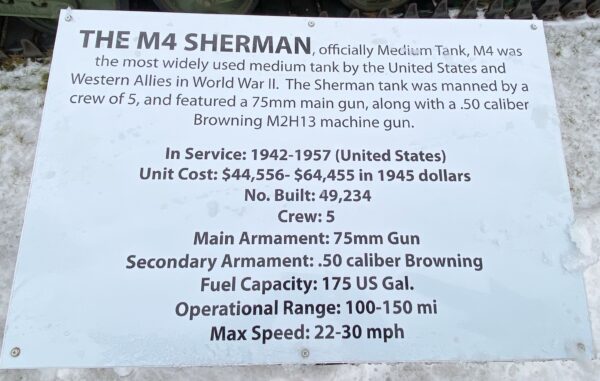 THE M4 SHERMAN, officially Medium Tank, M4 was
the most widely used medium tank by the United States and
Western Allies in World War II. The Sherman tank was manned by a
crew of 5, and featured a 75mm main gun, along with a .50 caliber
Browning M2H13 machine gun.
In Service: 1942-1957 (United States)
Unit Cost: $44,556- $64,455 in 1945 dollars
No. Built: 49,234
Crew: 5
Main Armament: 75mm Gun
Secondary Armament: .50 caliber Browning
Fuel Capacity: 175 US Gal.
Operational Range: 100-150 mi
Max Speed: 22-30 mph